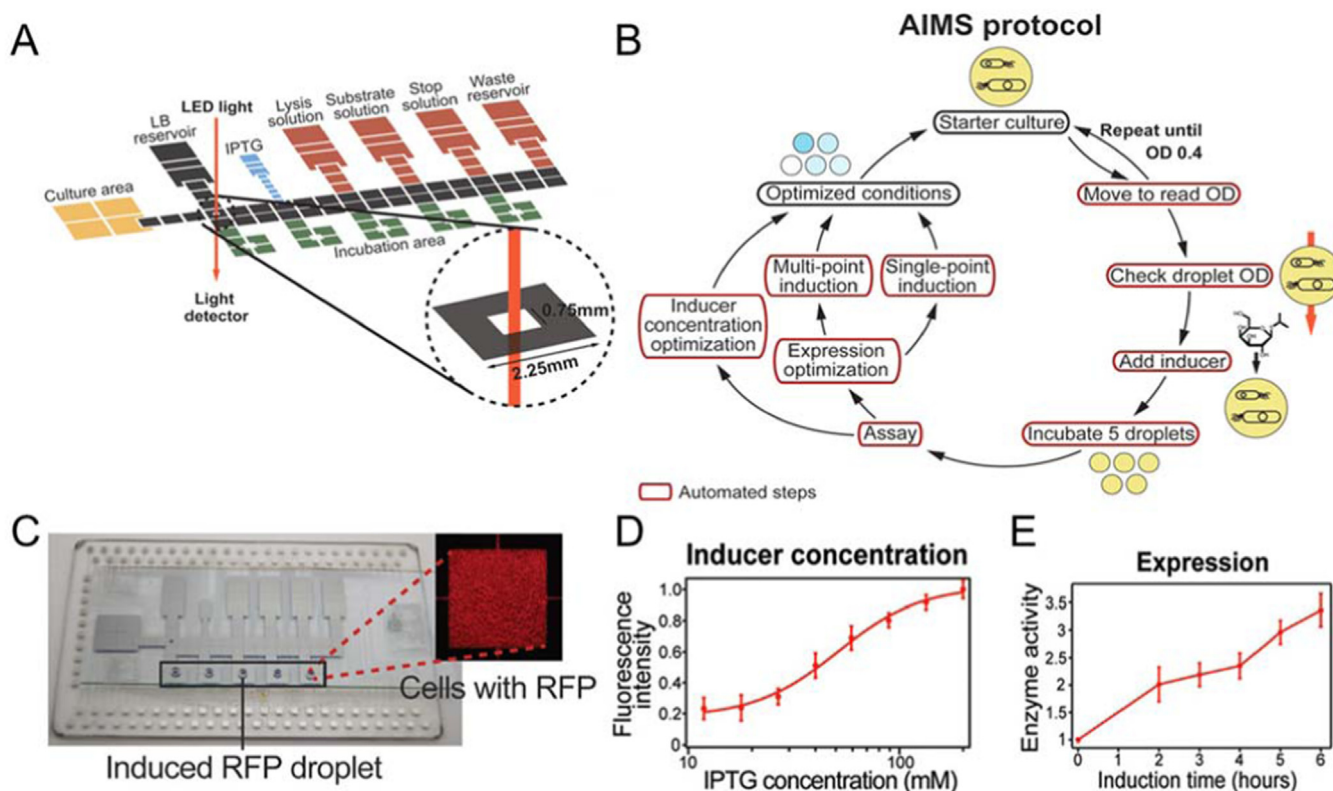 A
LED light
LB
reservoir
IPTG
Lysis
solution
Substrate
solution
Stop
solution
Waste
reservoir
Culture area
Incubation area
Light
detector
0.75mm
2.25mm
B
AIMS protocol
Starter culture
Repeat until
OD 0.4
Optimized conditions
Move to read OD
Multi-point
induction
Single-point
induction
Check droplet OD
Inducer
concentration
optimization
Expression
optimization
Add inducer
Assay
Incubate 5 droplets
Automated steps
C
Cells with RFP
Induced RFP droplet
D
Inducer concentration
Fluorescence
intensity
1.0
0.8
0.6
0.4
0.2
0
10
100
IPTG concentration (mM)
E
Expression
Enzyme activity
3.5
3
2.5
2
1.5
1
0
1
2
3
4
5
6
Induction time (hours)